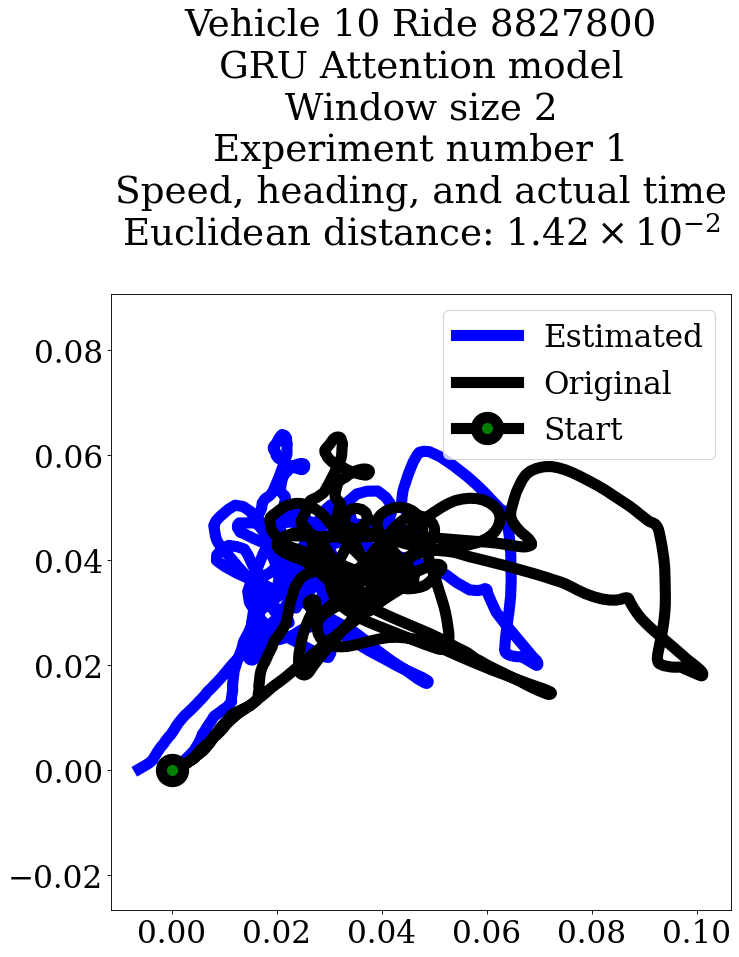 Vehicle 10 Ride 8827800
GRU Attention model
Window size 2
Experiment number 1
Speed, heading, and actual time
Euclidean distance: 1.42 × 10⁻²
Estimated
Original
Start
0.08
0.06
0.04
0.02
0.00
−0.02
0.00 0.02 0.04 0.06 0.08 0.10